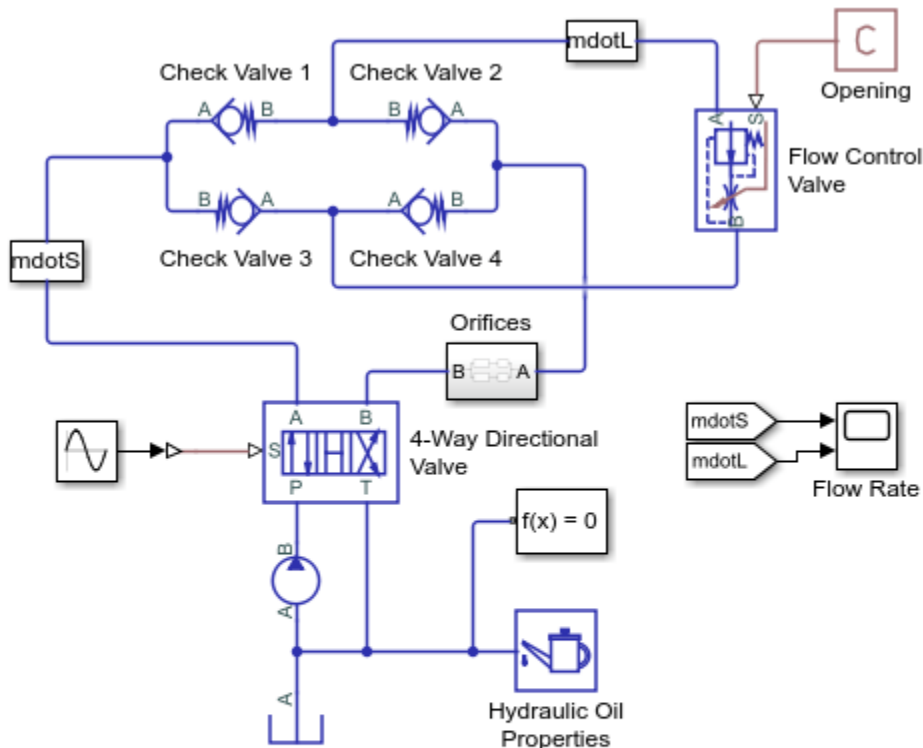 mdotL
C
Opening
Check Valve 1
Check Valve 2
A
B
B
A
A
S
B
Flow Control
Valve
B
A
A
B
Check Valve 3
Check Valve 4
mdotS
Orifices
B
A
A
B
S
P
T
4-Way Directional
Valve
mdotS
mdotL
Flow Rate
f(x) = 0
B
A
A
Hydraulic Oil
Properties